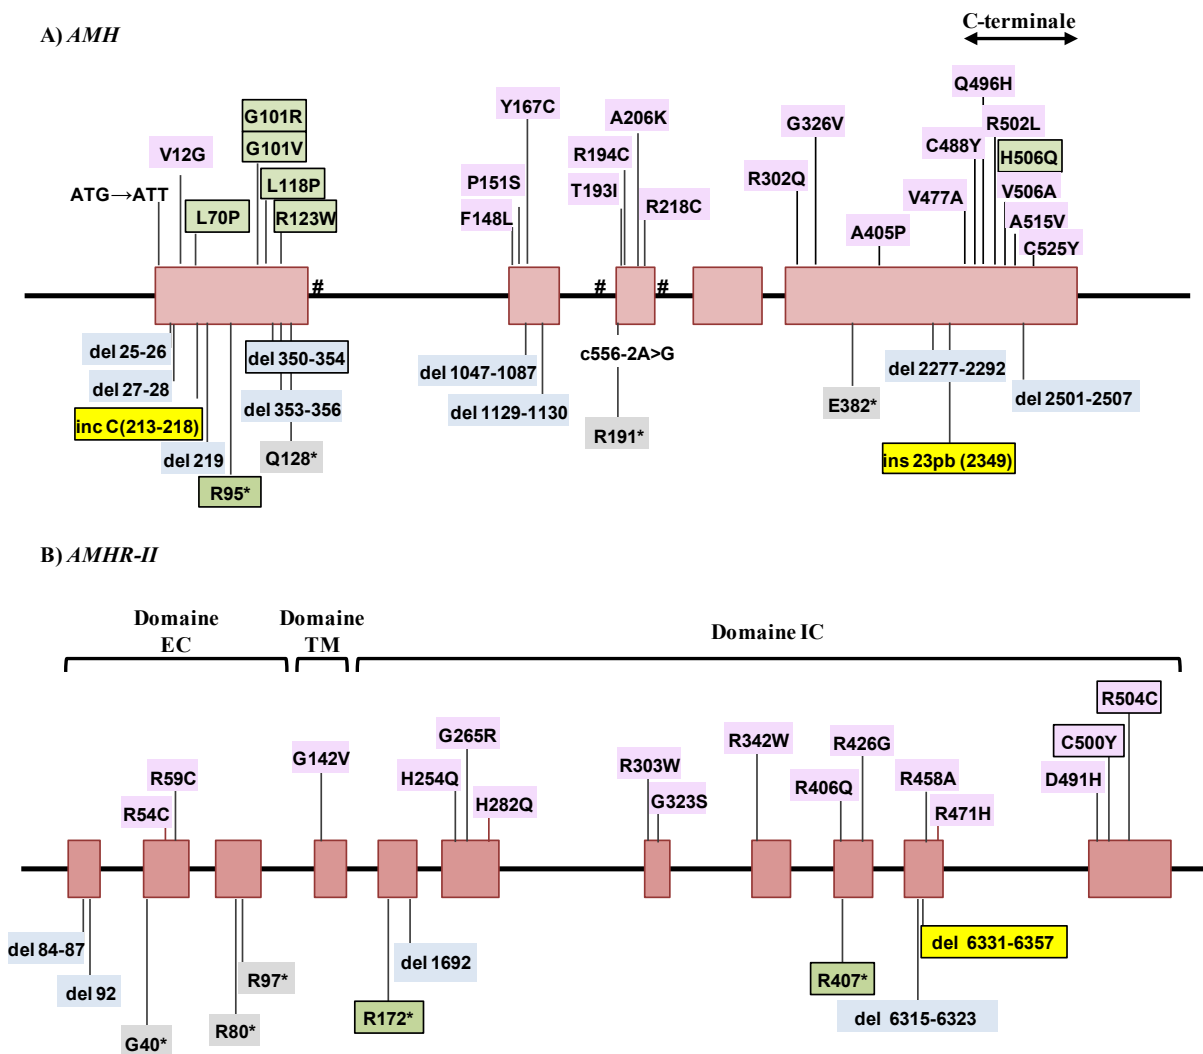 C-terminale
A) AMH
Q496H
G101R
Y167C
A206K
G326V
R502L
V12G
G101V
R194C
C488Y
H506Q
ATG→ATT
L118P
P151S
T193I
R302Q
V477A
V506A
L70P
R123W
F148L
R218C
A405P
A515V
C525Y
#
#
#
del 25-26
del 350-354
c556-2A>G
del 27-28
del 1047-1087
del 2277-2292
inc C(213-218)
del 353-356
del 1129-1130
R191*
E382*
del 2501-2507
del 219
Q128*
ins 23pb (2349)
R95*
B) AMHR-II
Domaine
EC
Domaine
TM
Domaine IC
R504C
G265R
R342W
R426G
C500Y
G142V
R59C
H254Q
R303W
R406Q
R458A
D491H
R54C
H282Q
G323S
R471H
del 84-87
del 1692
del 6331-6357
del 92
R97*
R407*
G40*
R80*
R172*
del 6315-6323